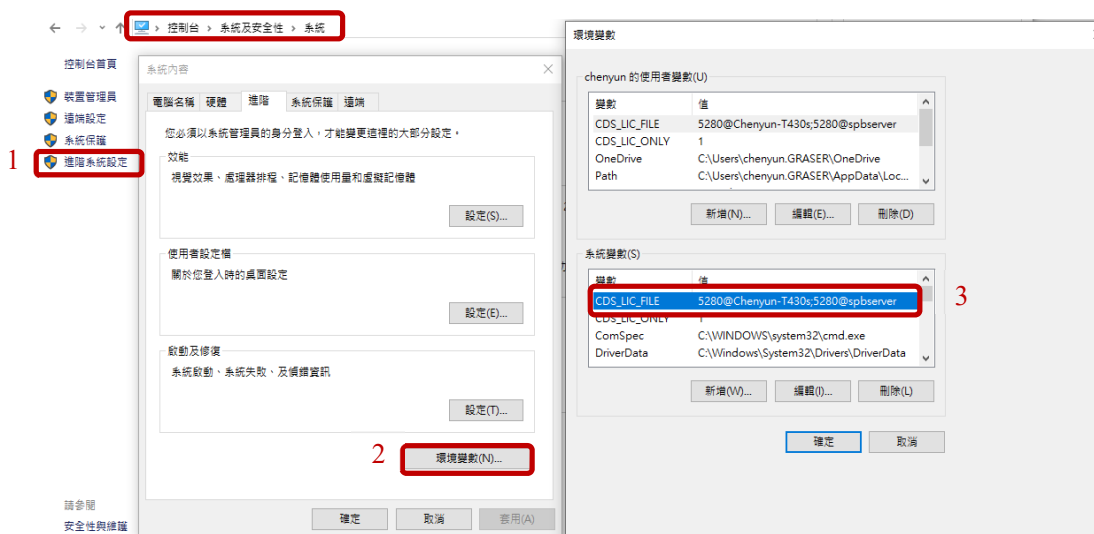 控制台 › 系統及安全性 › 系統
控制台首頁
裝置管理員
遠端設定
系統保護
1
進階系統設定
請參閱
安全性與維護
系統內容
電腦名稱 硬體 進階 系統保護 遠端
您必須以系統管理員的身分登入，才能變更這裡的大部分設定。
效能
視覺效果、處理器排程、記憶體使用量和虛擬記憶體
設定(S)...
使用者設定檔
關於您登入時的桌面設定
設定(E)...
啟動及修復
系統啟動、系統失敗、及偵錯資訊
設定(T)...
2
環境變數(N)...
確定 取消 套用(A)
環境變數
chenyun 的使用者變數(U)
變數 值
CDS_LIC_FILE 5280@Chenyun-T430s;5280@spbserver
CDS_LIC_ONLY 1
OneDrive C:\Users\chenyun.GRASER\OneDrive
Path C:\Users\chenyun.GRASER\AppData\Loc...
新增(N)... 編輯(E)... 刪除(D)
系統變數(S)
變數 值
CDS_LIC_FILE 5280@Chenyun-T430s;5280@spbserver
3
CDS_LIC_ONLY 1
ComSpec C:\WINDOWS\system32\cmd.exe
DriverData C:\Windows\System32\Drivers\DriverData
新增(W)... 編輯(I)... 刪除(L)
確定 取消